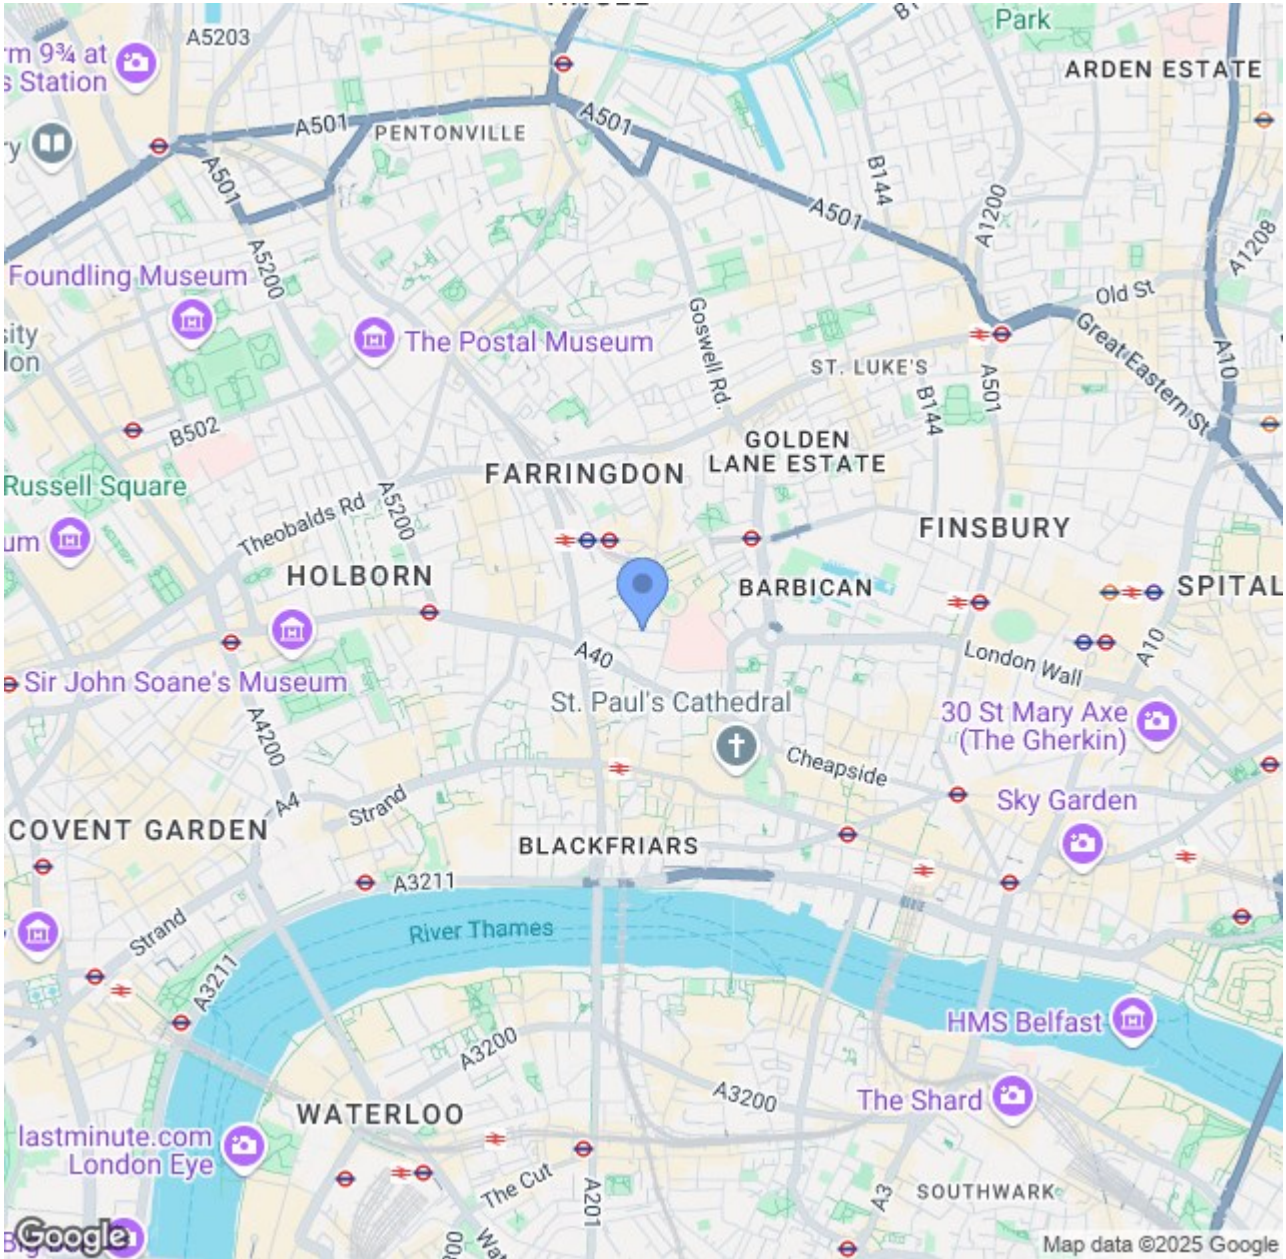 A5203
Park
rm 9¾ at
s Station
ARDEN ESTATE
A501
PENTONVILLE
A501
A501
B144
A501
A1200
A1208
A5200
Foundling Museum
Old St
Goswell Rd.
The Postal Museum
Great Eastern St
A10
sity
don
ST. LUKE'S
A501
B144
B502
GOLDEN
LANE ESTATE
FARRINGDON
Russell Square
Theobalds Rd
A5200
FINSBURY
um
HOLBORN
BARBICAN
SPITAL
A40
London Wall
A10
Sir John Soane's Museum
St. Paul's Cathedral
30 St Mary Axe
(The Gherkin)
A4200
Cheapside
Sky Garden
A4
Strand
COVENT GARDEN
BLACKFRIARS
A3211
River Thames
Strand
A3211
HMS Belfast
A3200
A3200
The Shard
WATERLOO
lastminute.com
London Eye
The Cut
A201
A3
SOUTHWARK
Google
Map data ©2025 Google